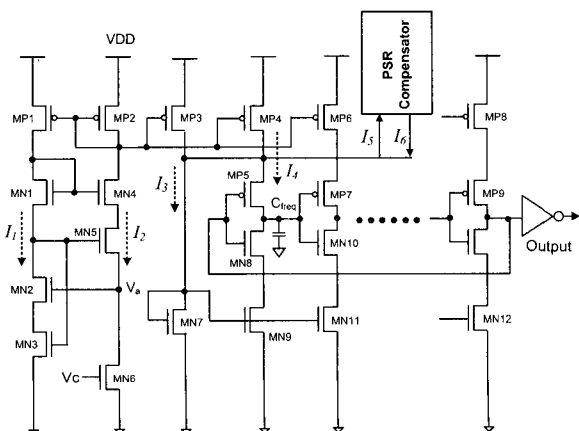 VDD
PSR
Compensator
MP1
MP2
MP3
MP4
MP6
MP8
I5
I6
I3
I4
MP5
MP7
MP9
MN1
MN4
Cfreq
I1
MN5
I2
MN8
MN10
Output
MN2
Va
MN3
MN7
MN9
MN11
MN12
VC
MN6